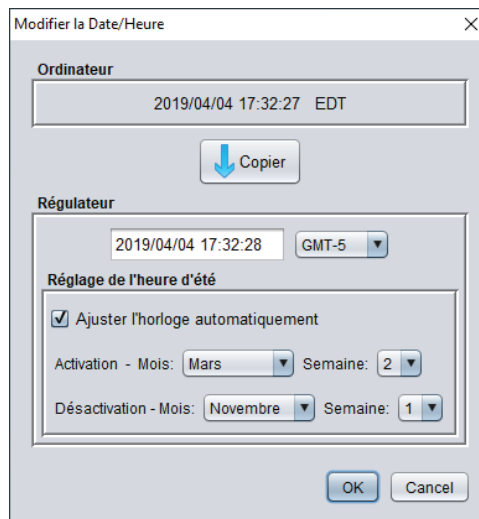 Modifier la Date/Heure
Ordinateur
2019/04/04 17:32:27 EDT
Copier
Régulateur
2019/04/04 17:32:28 GMT-5
Réglage de l'heure d'été
Ajuster l'horloge automatiquement
Activation - Mois: Mars Semaine: 2
Désactivation - Mois: Novembre Semaine: 1
OK Cancel